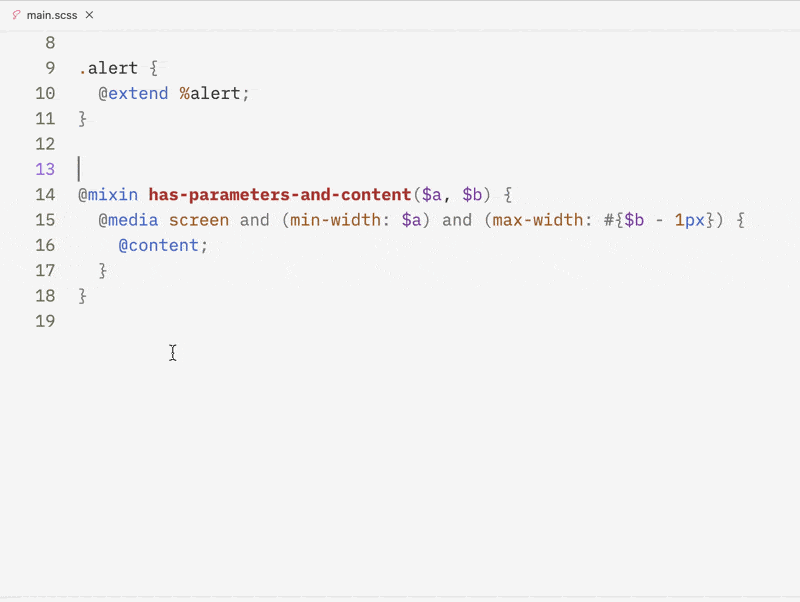 main.scss
8
9 .alert {
10 @extend %alert;
11 }
12
13
14 @mixin has-parameters-and-content($a, $b) {
15 @media screen and (min-width: $a) and (max-width: #{$b - 1px}) {
16 @content;
17 }
18 }
19